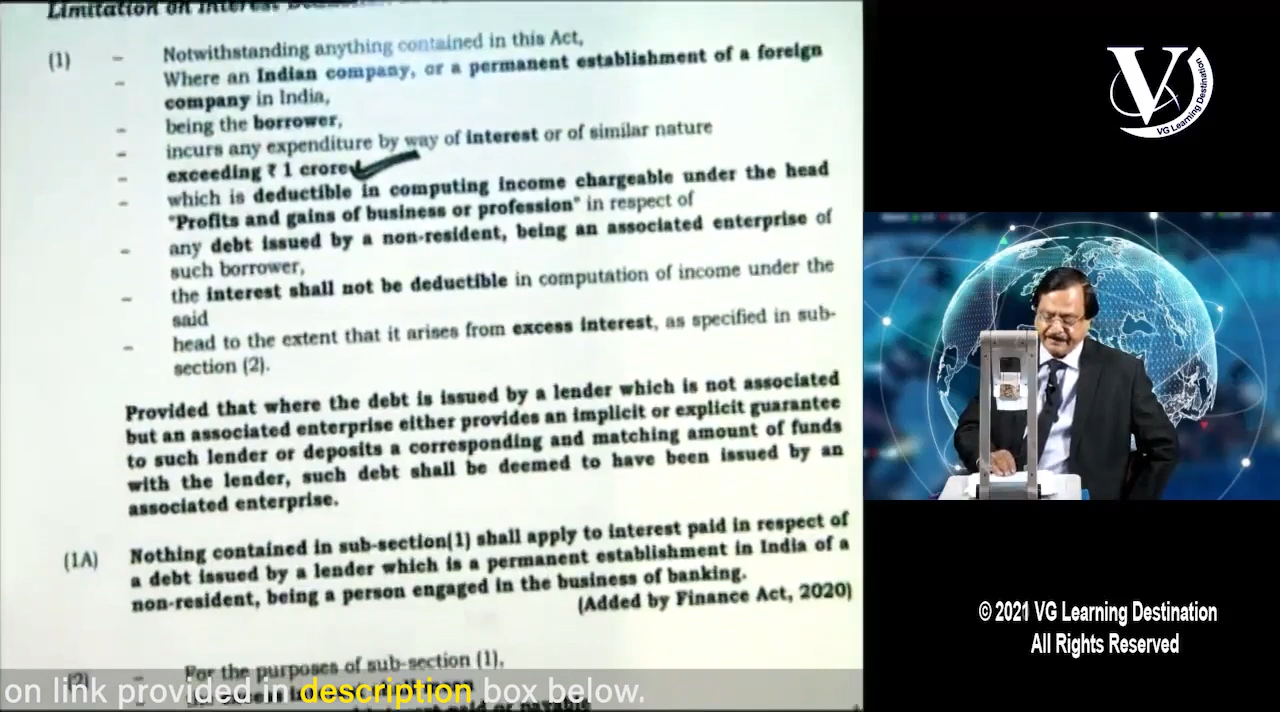 Limitation on Interest
(1) - Notwithstanding anything contained in this Act,
- Where an Indian company, or a permanent establishment of a foreign
company in India,
- being the borrower,
- incurs any expenditure by way of interest or of similar nature
- exceeding ₹ 1 crore
- which is deductible in computing income chargeable under the head
"Profits and gains of business or profession" in respect of
- any debt issued by a non-resident, being an associated enterprise of
such borrower,
- the interest shall not be deductible in computation of income under the
said
- head to the extent that it arises from excess interest, as specified in sub-
section (2).
Provided that where the debt is issued by a lender which is not associated
but an associated enterprise either provides an implicit or explicit guarantee
to such lender or deposits a corresponding and matching amount of funds
with the lender, such debt shall be deemed to have been issued by an
associated enterprise.
(1A) Nothing contained in sub-section(1) shall apply to interest paid in respect of
a debt issued by a lender which is a permanent establishment in India of a
non-resident, being a person engaged in the business of banking.
(Added by Finance Act, 2020)
(2) - For the purposes of sub-section (1),
on link provided in description box below.
V
VG Learning Destination
© 2021 VG Learning Destination
All Rights Reserved